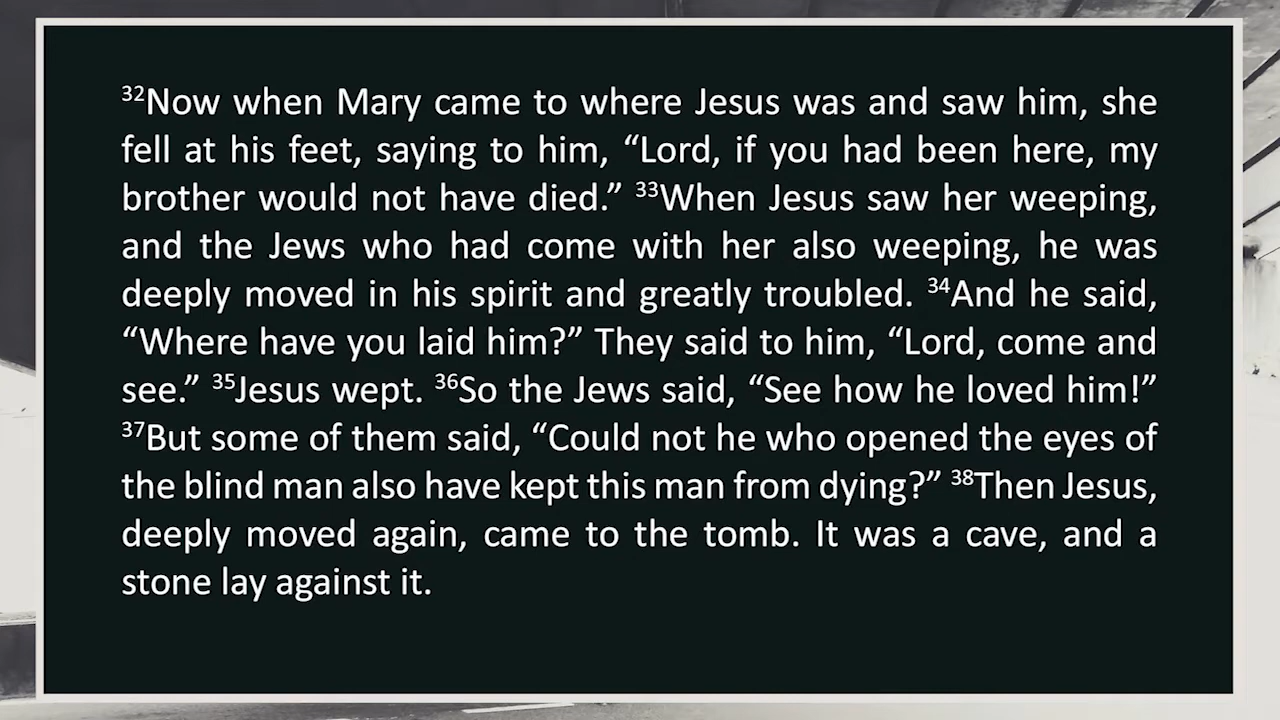 ³²Now when Mary came to where Jesus was and saw him, she
fell at his feet, saying to him, “Lord, if you had been here, my
brother would not have died.” ³³When Jesus saw her weeping,
and the Jews who had come with her also weeping, he was
deeply moved in his spirit and greatly troubled. ³⁴And he said,
“Where have you laid him?” They said to him, “Lord, come and
see.” ³⁵Jesus wept. ³⁶So the Jews said, “See how he loved him!”
³⁷But some of them said, “Could not he who opened the eyes of
the blind man also have kept this man from dying?” ³⁸Then Jesus,
deeply moved again, came to the tomb. It was a cave, and a
stone lay against it.